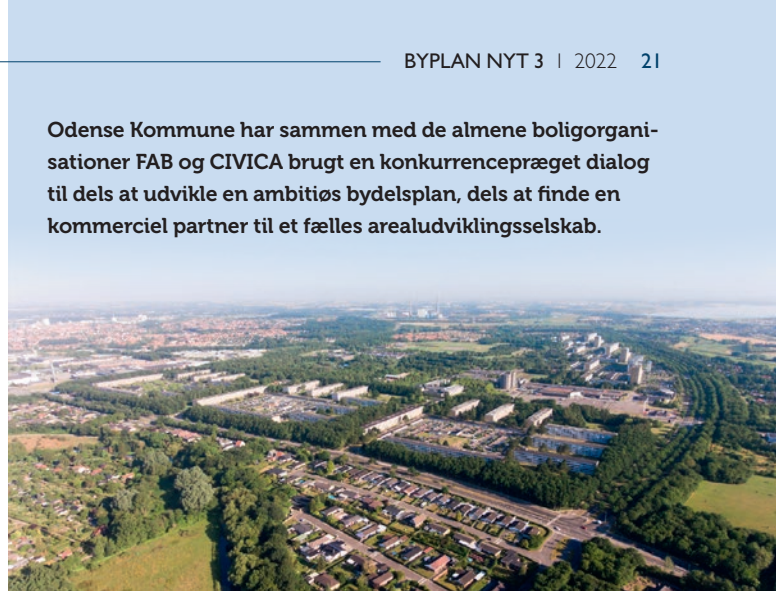 BYPLAN NYT 3 | 2022 21
Odense Kommune har sammen med de almene boligorgani-
sationer FAB og CIVICA brugt en konkurrencepræget dialog
til dels at udvikle en ambitiøs bydelsplan, dels at finde en
kommerciel partner til et fælles arealudviklingsselskab.